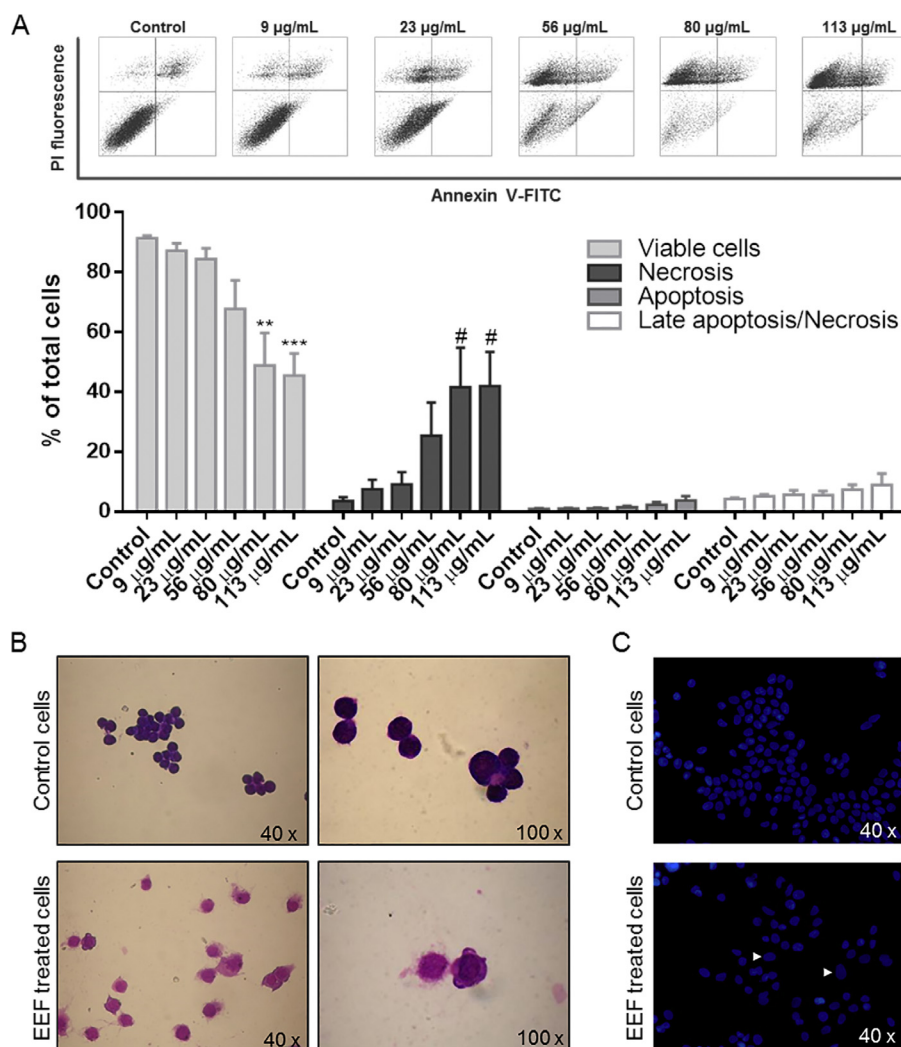 A
Control 9 µg/mL 23 µg/mL 56 µg/mL 80 µg/mL 113 µg/mL
PI fluorescence
Annexin V-FITC
% of total cells
100
80
60
40
20
0
** *** # #
Viable cells
Necrosis
Apoptosis
Late apoptosis/Necrosis
Control 9 µg/mL 23 µg/mL 56 µg/mL 80 µg/mL 113 µg/mL Control 9 µg/mL 23 µg/mL 56 µg/mL 80 µg/mL 113 µg/mL Control 9 µg/mL 23 µg/mL 56 µg/mL 80 µg/mL 113 µg/mL Control 9 µg/mL 23 µg/mL 56 µg/mL 80 µg/mL 113 µg/mL
B
Control cells
40 x
100 x
EEF treated cells
40 x
100 x
C
Control cells
40 x
EEF treated cells
40 x